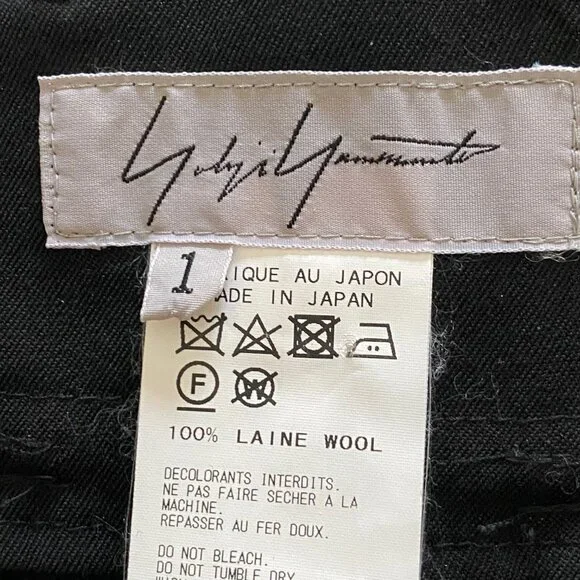 Yohji Yamamoto
1
IQUE AU JAPON
ADE IN JAPAN
F
W
100% LAINE WOOL
DECOLORANTS INTERDITS.
NE PAS FAIRE SECHER A LA
MACHINE.
REPASSER AU FER DOUX.
DO NOT BLEACH.
DO NOT TUMBLE DRY